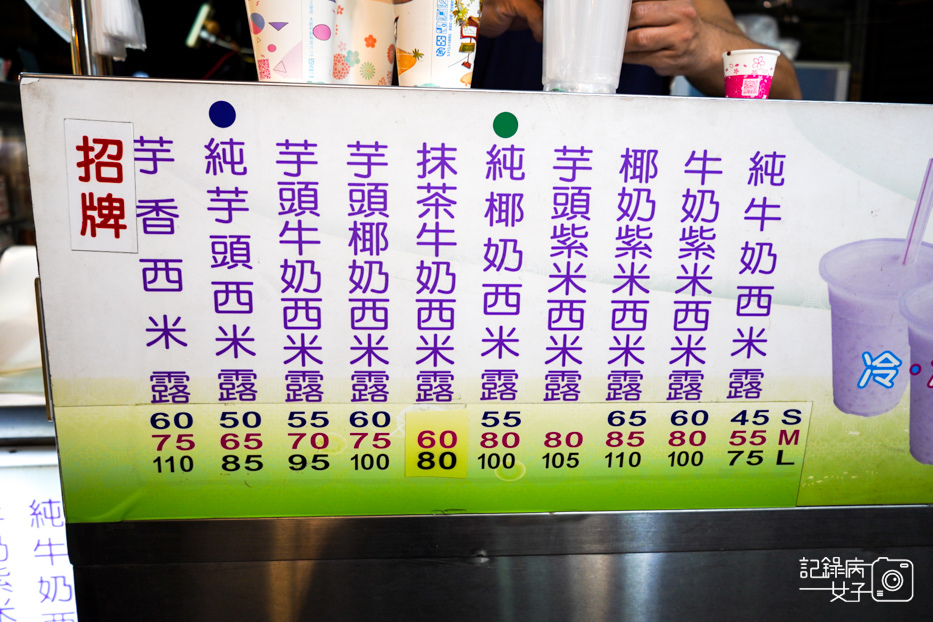 招牌
芋香西米露
純芋頭西米露
芋頭牛奶西米露
芋頭椰奶西米露
抹茶牛奶西米露
純椰奶西米露
芋頭紫米西米露
椰奶紫米西米露
牛奶紫米西米露
純牛奶西米露
60 50 55 60 55 65 60 45 S
75 65 70 75 60 80 80 85 80 55 M
110 85 95 100 80 100 105 110 100 75 L
冷・
純牛奶西
記錄病女子